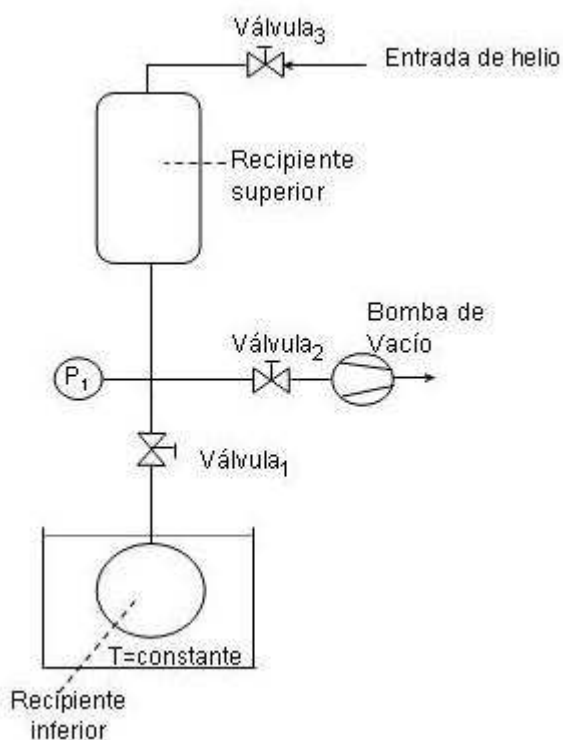 Válvula3
Entrada de helio
Recipiente
superior
Bomba de
Vacío
Válvula2
P1
Válvula1
T=constante
Recipiente
inferior